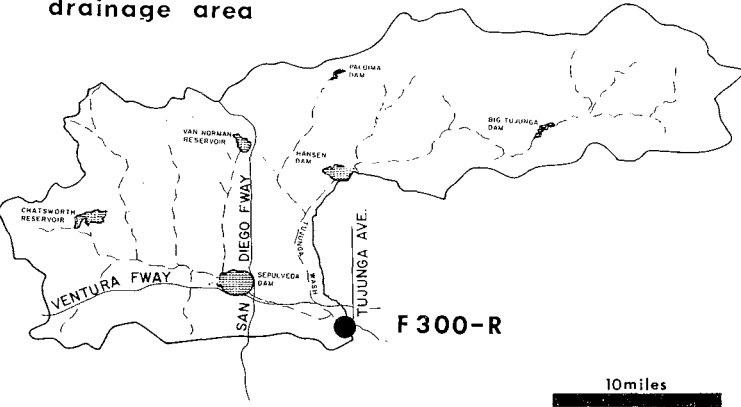 drainage area
PACOIMA
DAM
BIG TUJUNGA
DAM
VAN NORMAN
RESERVOIR
HANSEN
DAM
CHATSWORTH
RESERVOIR
TUJUNGA
WASH
SAN DIEGO FWAY
TUJUNGA AVE.
SEPULVEDA
DAM
VENTURA FWAY
F300-R
10miles